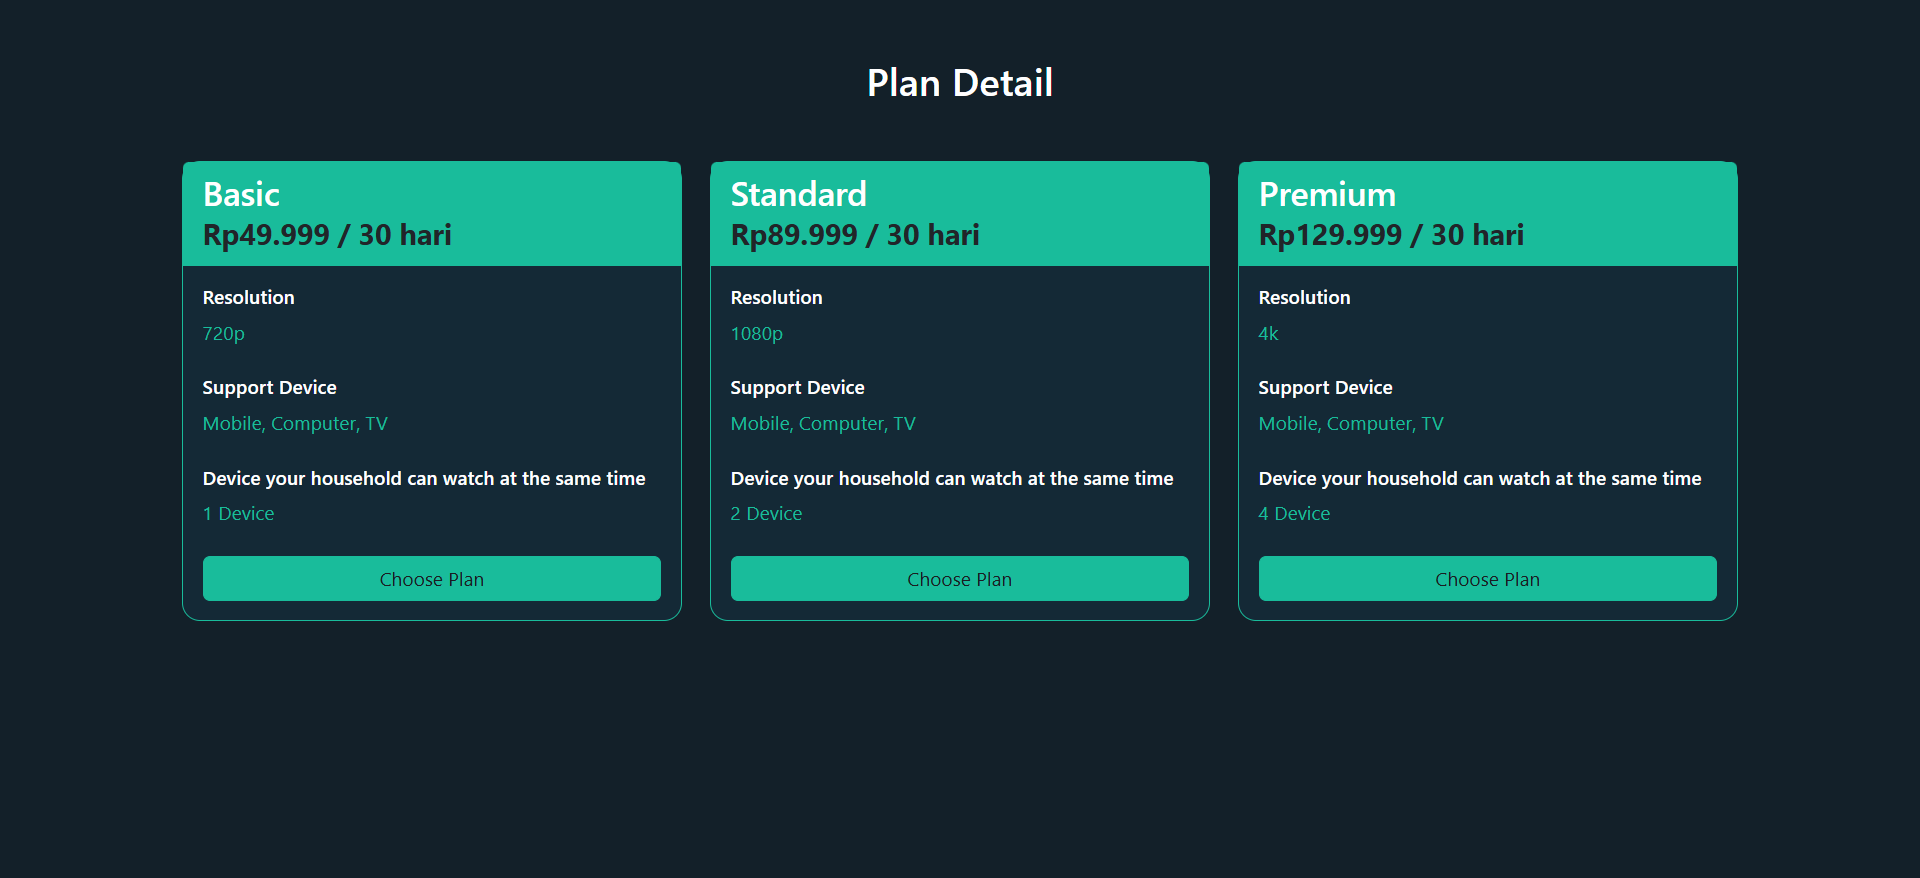 Plan Detail
Basic
Rp49.999 / 30 hari
Resolution
720p
Support Device
Mobile, Computer, TV
Device your household can watch at the same time
1 Device
Choose Plan
Standard
Rp89.999 / 30 hari
Resolution
1080p
Support Device
Mobile, Computer, TV
Device your household can watch at the same time
2 Device
Choose Plan
Premium
Rp129.999 / 30 hari
Resolution
4k
Support Device
Mobile, Computer, TV
Device your household can watch at the same time
4 Device
Choose Plan